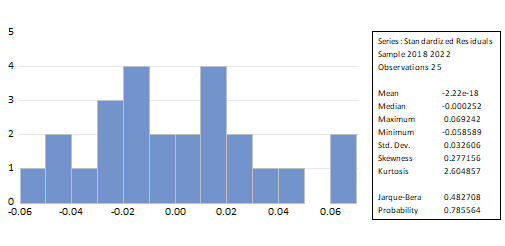 5
4
3
2
1
0
-0.06 -0.04 -0.02 0.00 0.02 0.04 0.06
Series: Standardized Residuals
Sample 2018 2022
Observations 25
Mean -2.22e-18
Median -0.000252
Maximum 0.069242
Minimum -0.058589
Std. Dev. 0.032606
Skewness 0.277156
Kurtosis 2.604857
Jarque-Bera 0.482708
Probability 0.785564